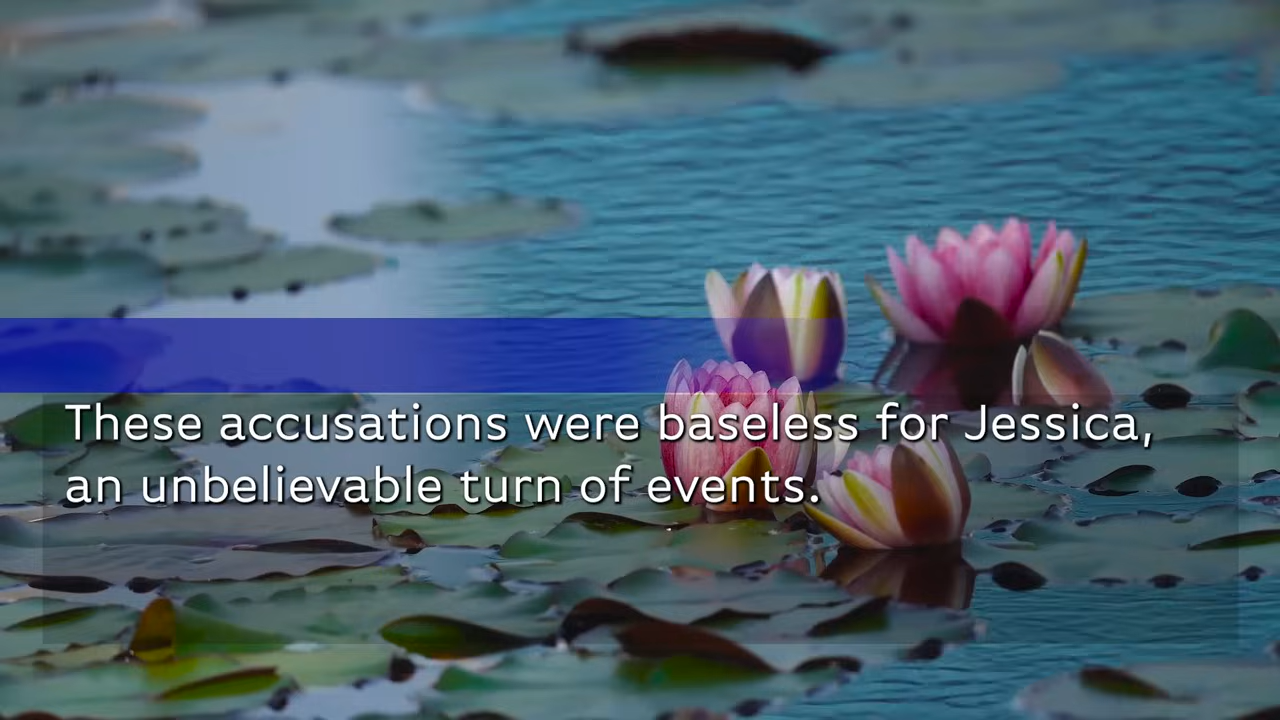 These accusations were baseless for Jessica,
an unbelievable turn of events.